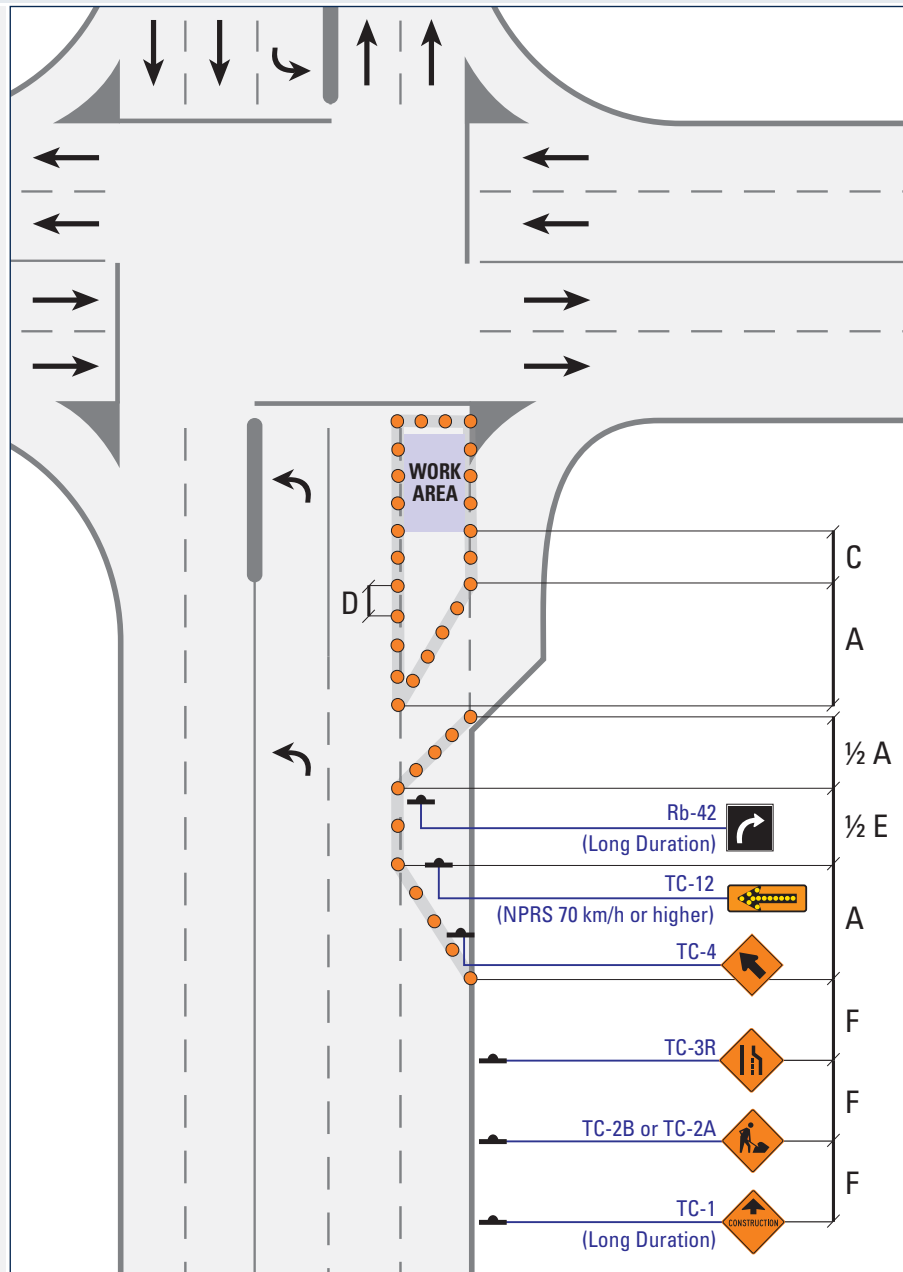 WORK
AREA
C
D
A
½ A
Rb-42
(Long Duration)
½ E
TC-12
(NPRS 70 km/h or higher)
A
TC-4
F
TC-3R
F
TC-2B or TC-2A
F
TC-1
(Long Duration)
CONSTRUCTION